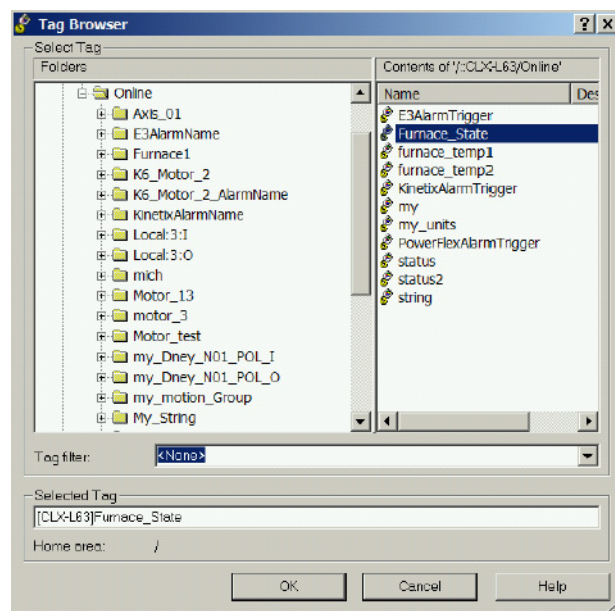 Tag Browser
Select Tag
Folders
Contents of '/::CLX-L63/Online'
Online
Axis_01
E3AlarmName
Furnace1
K6_Motor_2
K6_Motor_2_AlarmName
KinetixAlarmName
Local:3:I
Local:3:O
mich
Motor_13
motor_3
Motor_test
my_Dney_N01_POL_I
my_Dney_N01_POL_O
my_motion_Group
My_String
Name
Des
E3AlarmTrigger
Furnace_State
furnace_temp1
furnace_temp2
KinetixAlarmTrigger
my
my_units
PowerFlexAlarmTrigger
status
status2
string
Tag filter:
<None>
Selected Tag
[CLX-L63]Furnace_State
Home area:
/
OK
Cancel
Help